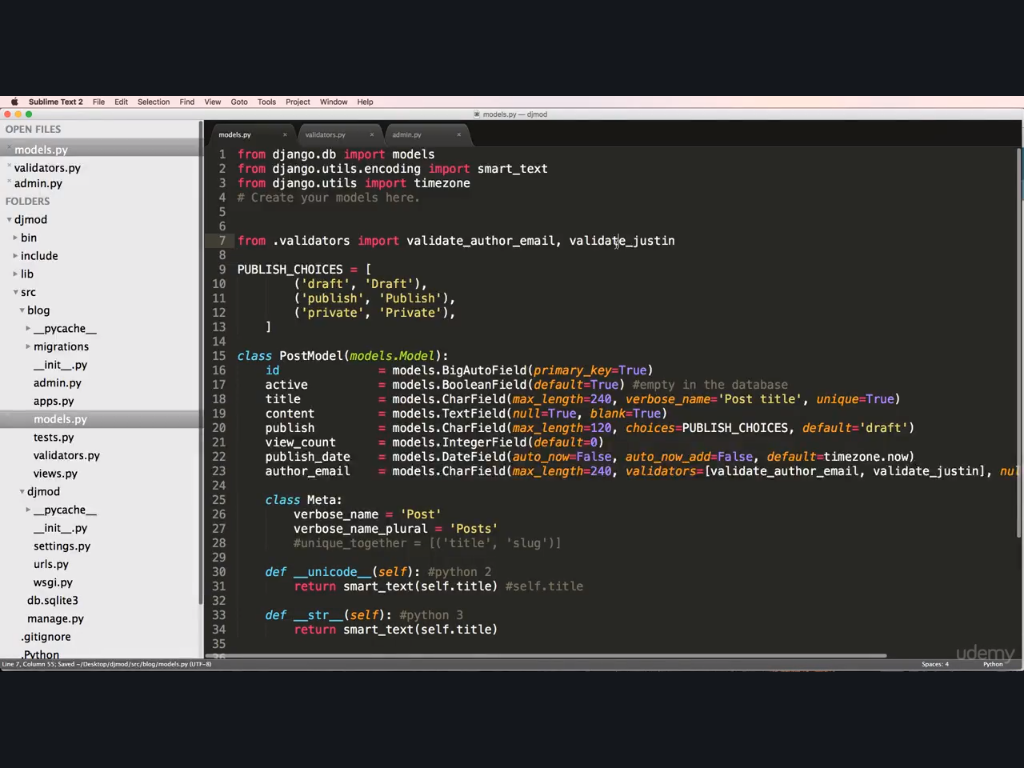 Sublime Text 2 File Edit Selection Find View Goto Tools Project Window Help
models.py — djmod
OPEN FILES
models.py
validators.py
admin.py
FOLDERS
djmod
bin
include
lib
src
blog
__pycache__
migrations
__init__.py
admin.py
apps.py
models.py
tests.py
validators.py
views.py
djmod
__pycache__
__init__.py
settings.py
urls.py
wsgi.py
db.sqlite3
manage.py
.gitignore
.Python
models.py validators.py admin.py
1 from django.db import models
2 from django.utils.encoding import smart_text
3 from django.utils import timezone
4 # Create your models here.
5
6
7 from .validators import validate_author_email, validate_justin
8
9 PUBLISH_CHOICES = [
10 ('draft', 'Draft'),
11 ('publish', 'Publish'),
12 ('private', 'Private'),
13 ]
14
15 class PostModel(models.Model):
16 id = models.BigAutoField(primary_key=True)
17 active = models.BooleanField(default=True) #empty in the database
18 title = models.CharField(max_length=240, verbose_name='Post title', unique=True)
19 content = models.TextField(null=True, blank=True)
20 publish = models.CharField(max_length=120, choices=PUBLISH_CHOICES, default='draft')
21 view_count = models.IntegerField(default=0)
22 publish_date = models.DateField(auto_now=False, auto_now_add=False, default=timezone.now)
23 author_email = models.CharField(max_length=240, validators=[validate_author_email, validate_justin], nul
24
25 class Meta:
26 verbose_name = 'Post'
27 verbose_name_plural = 'Posts'
28 #unique_together = [('title', 'slug')]
29
30 def __unicode__(self): #python 2
31 return smart_text(self.title) #self.title
32
33 def __str__(self): #python 3
34 return smart_text(self.title)
35
udemy
Line 7, Column 55; Saved ~/Desktop/djmod/src/blog/models.py (UTF-8) Spaces: 4 Python